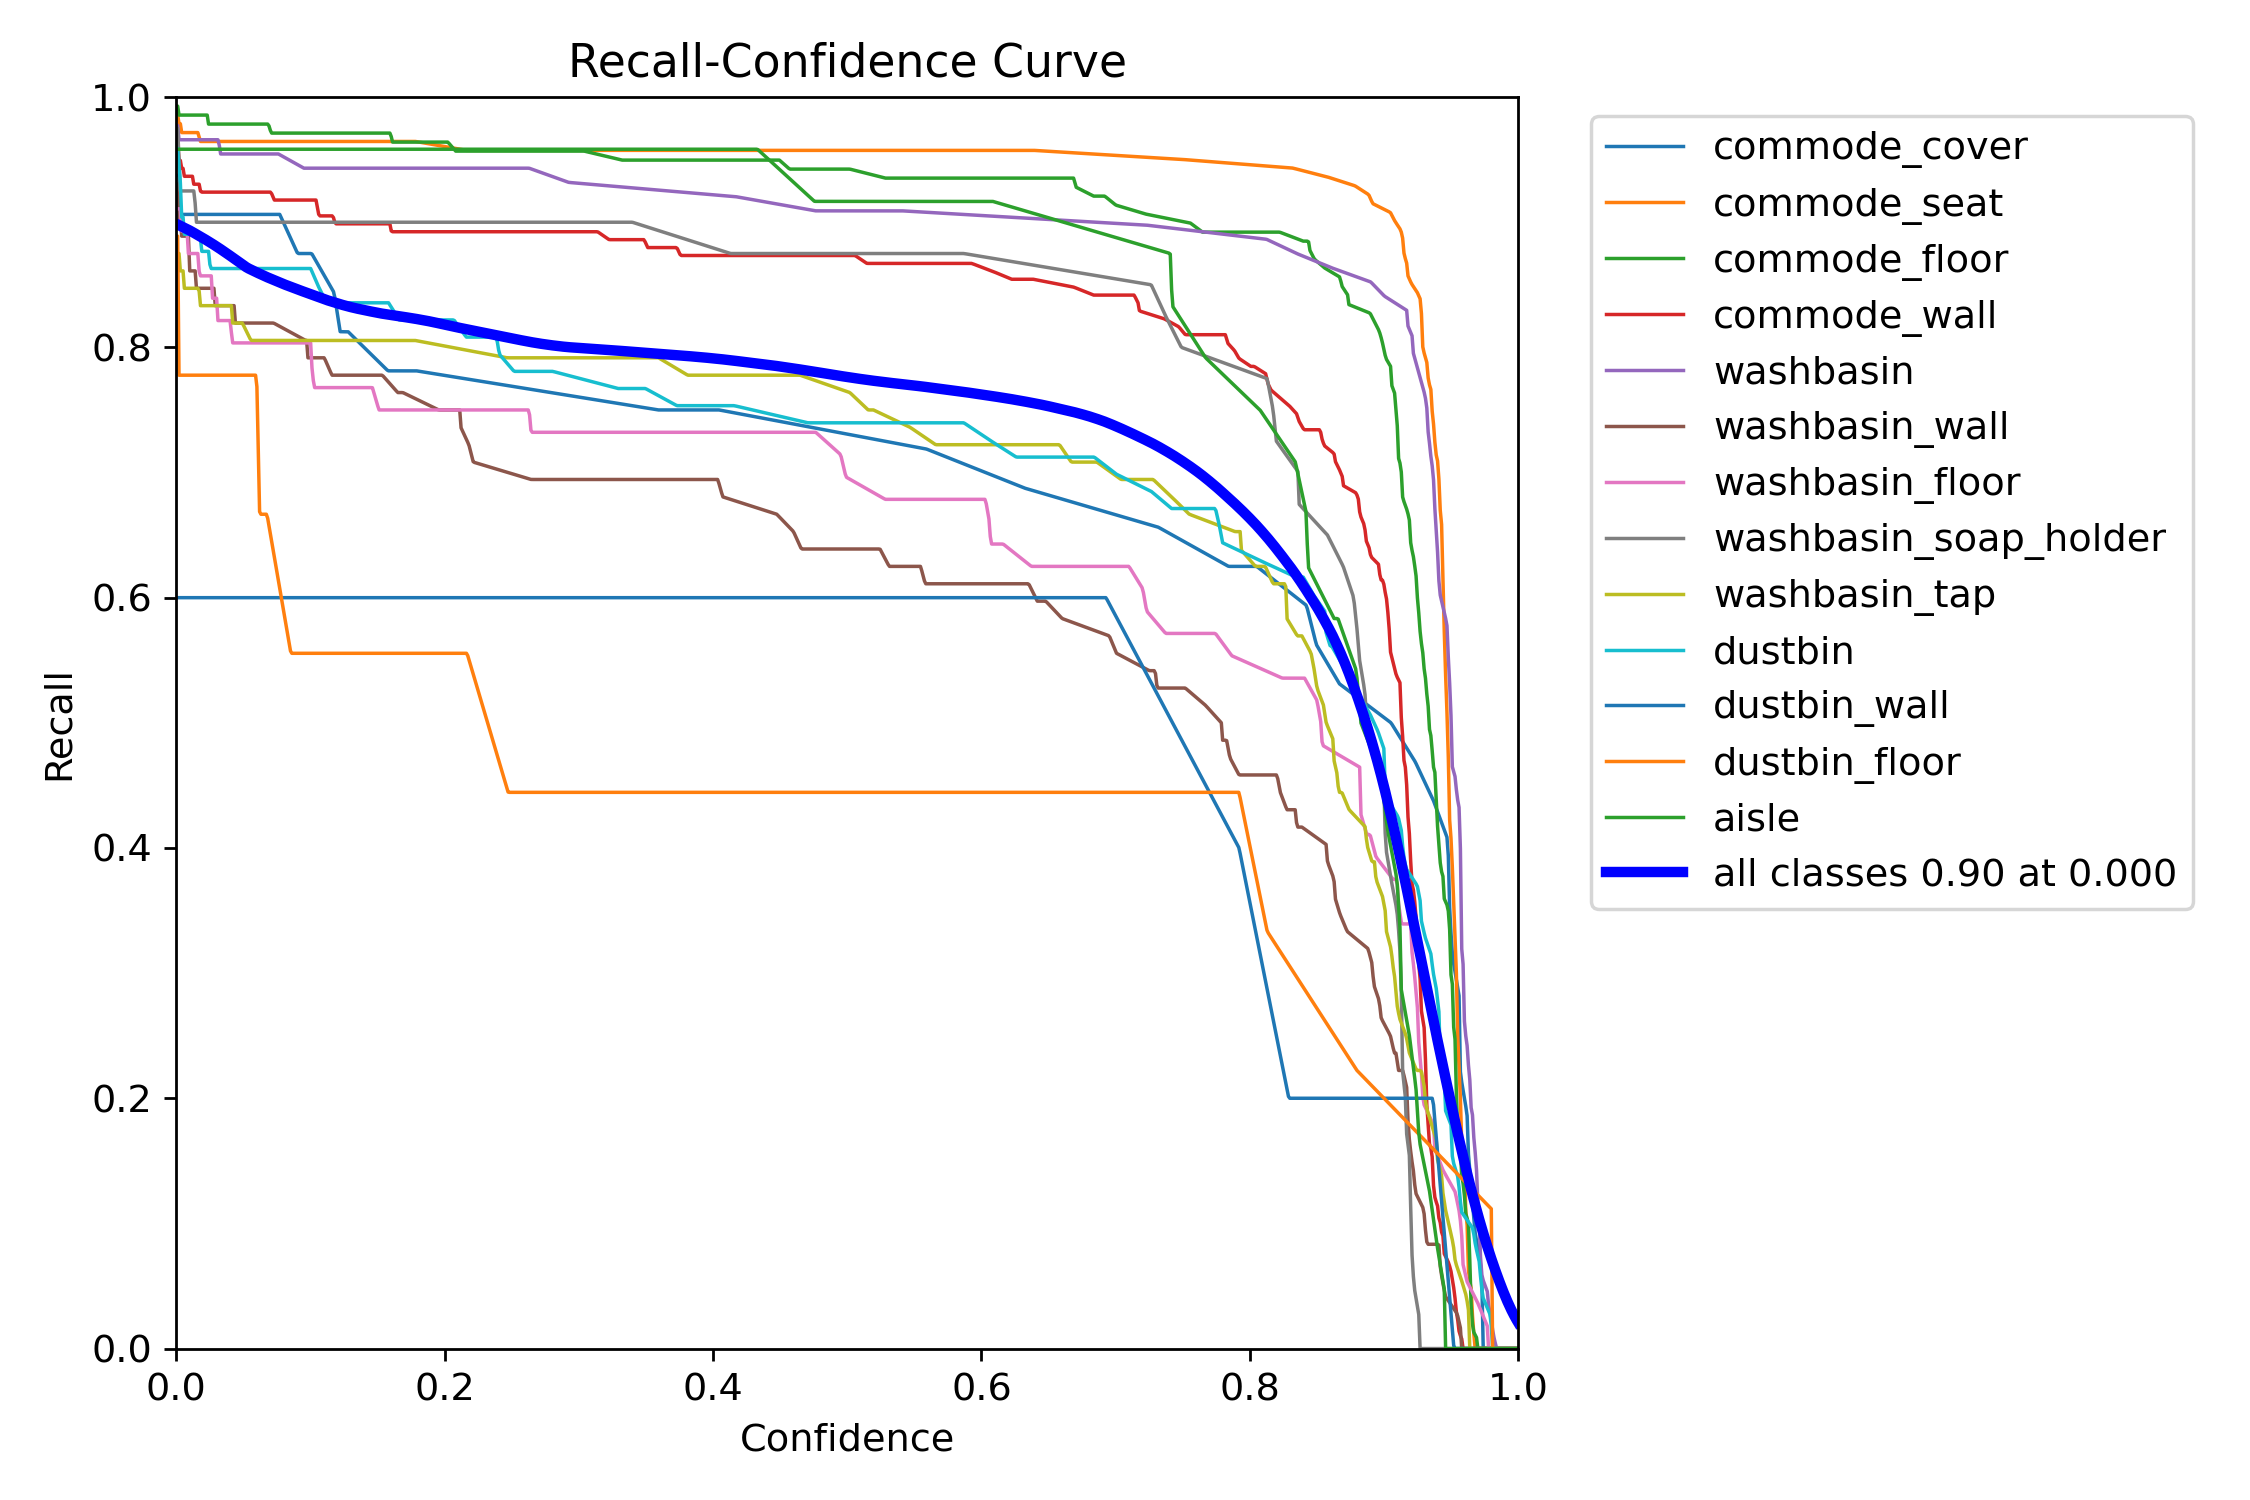 Recall-Confidence Curve
1.0
0.8
0.6
0.4
0.2
0.0
Recall
0.0 0.2 0.4 0.6 0.8 1.0
Confidence
commode_cover
commode_seat
commode_floor
commode_wall
washbasin
washbasin_wall
washbasin_floor
washbasin_soap_holder
washbasin_tap
dustbin
dustbin_wall
dustbin_floor
aisle
all classes 0.90 at 0.000